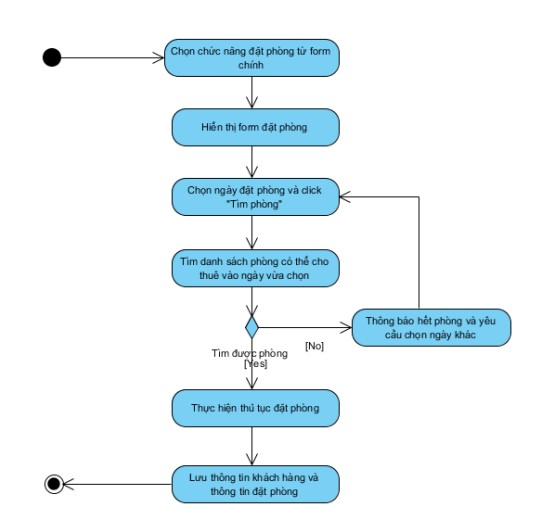 Chọn chức năng đặt phòng từ form
chính
Hiển thị form đặt phòng
Chọn ngày đặt phòng và click
"Tìm phòng"
Tìm danh sách phòng có thể cho
thuê vào ngày vừa chọn
Thông báo hết phòng và yêu
cầu chọn ngày khác
[No]
Tìm được phòng
[Yes]
Thực hiện thủ tục đặt phòng
Lưu thông tin khách hàng và
thông tin đặt phòng